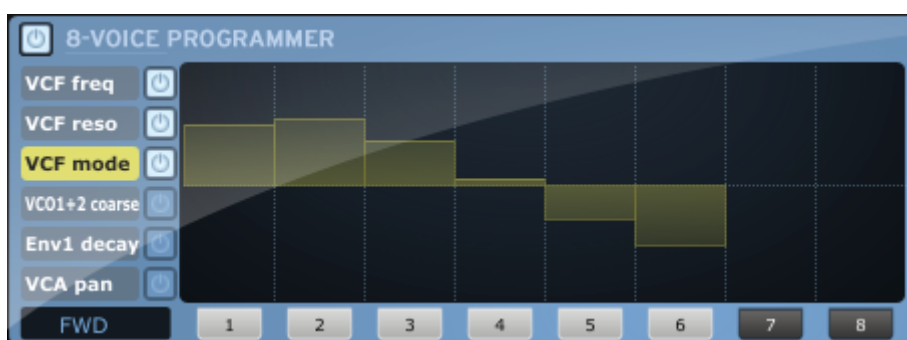 8-VOICE PROGRAMMER
VCF freq
VCF reso
VCF mode
VCO1+2 coarse
Env1 decay
VCA pan
FWD 1 2 3 4 5 6 7 8